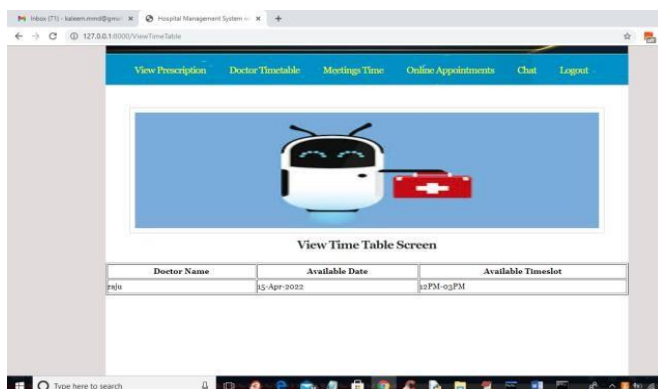 Inbox (71) - kaleem.mmd@gmail
Hospital Management System
127.0.0.1:8000/ViewTimeTable
View Prescription Doctor Timetable Meetings Time Online Appointments Chat Logout
View Time Table Screen
Doctor Name Available Date Available Timeslot
raju 15-Apr-2022 12PM-03PM
Type here to search